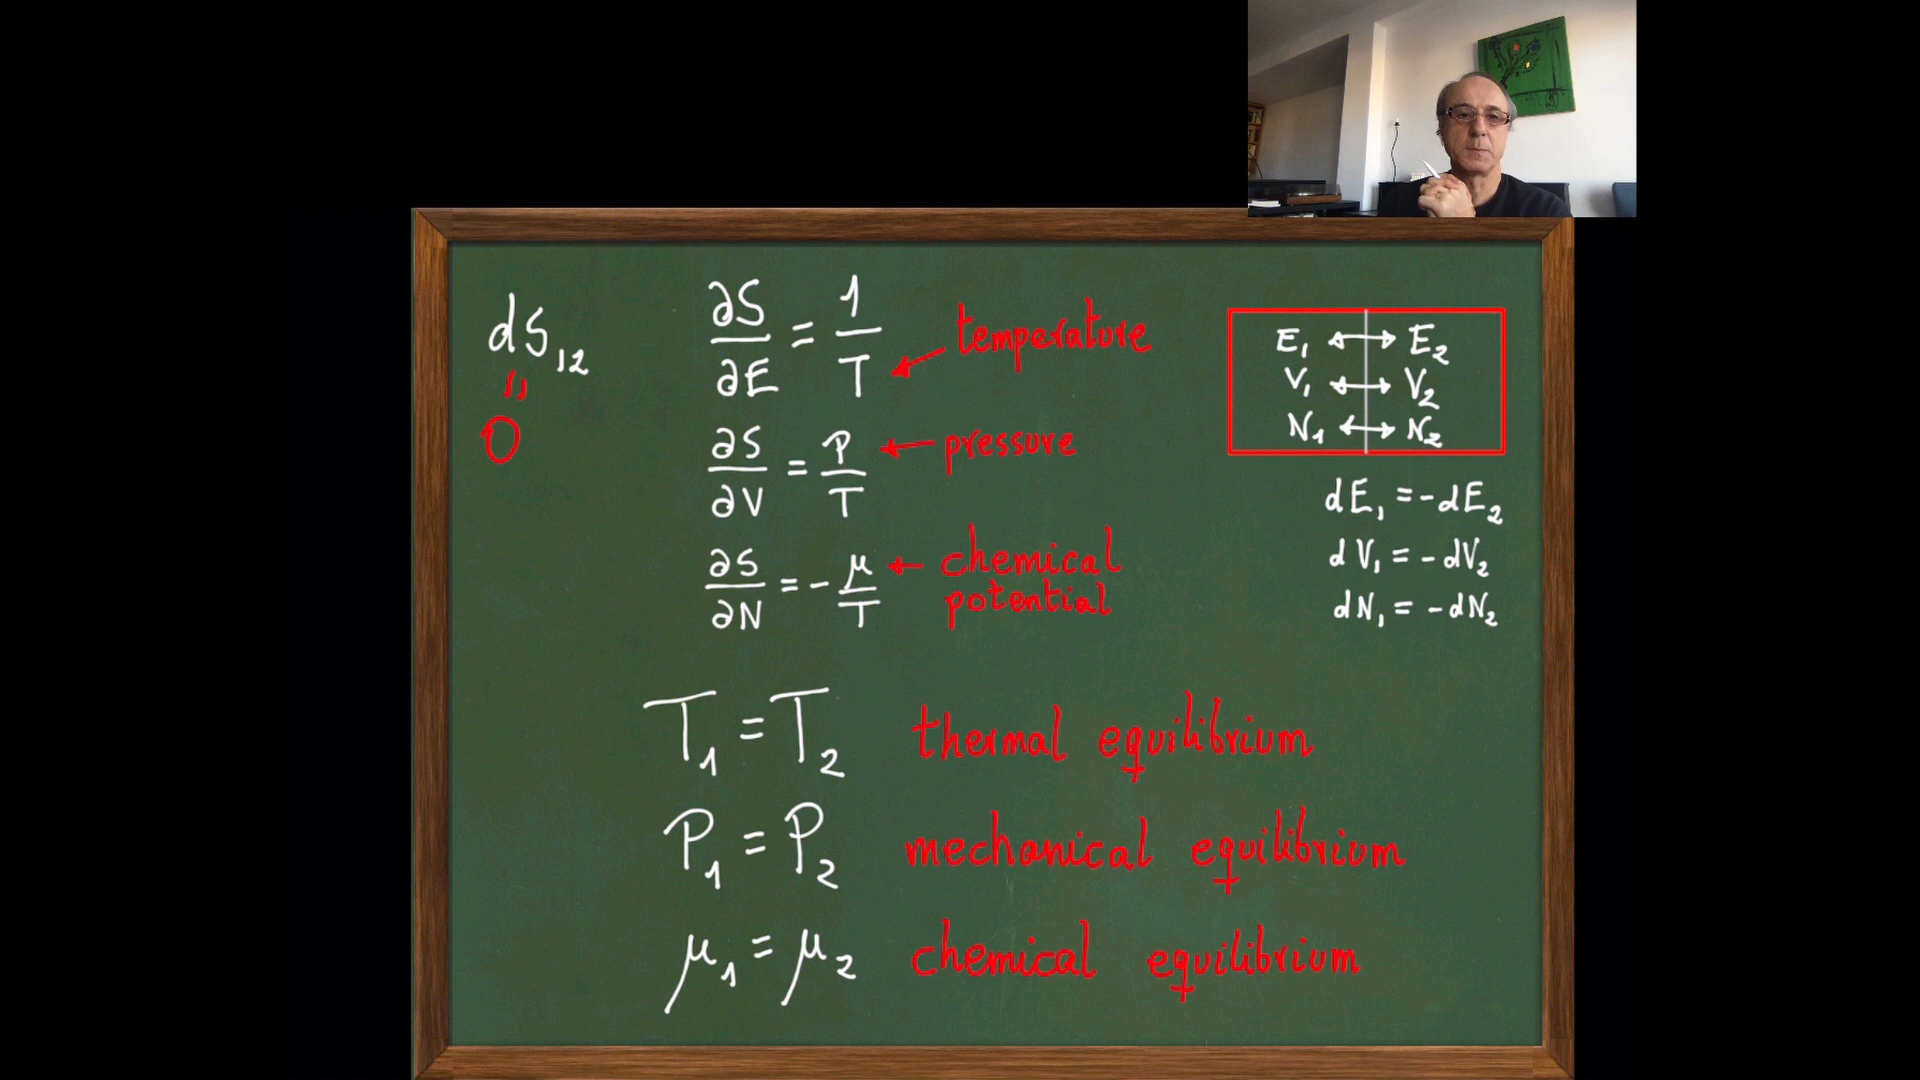 dS₁₂
=
0
∂S/∂E = 1/T ← temperature
∂S/∂V = P/T ← pressure
∂S/∂N = - μ/T ← chemical
potential
E₁ ↔ E₂
V₁ ↔ V₂
N₁ ↔ N₂
dE₁ = -dE₂
dV₁ = -dV₂
dN₁ = -dN₂
T₁ = T₂ thermal equilibrium
P₁ = P₂ mechanical equilibrium
μ₁ = μ₂ chemical equilibrium